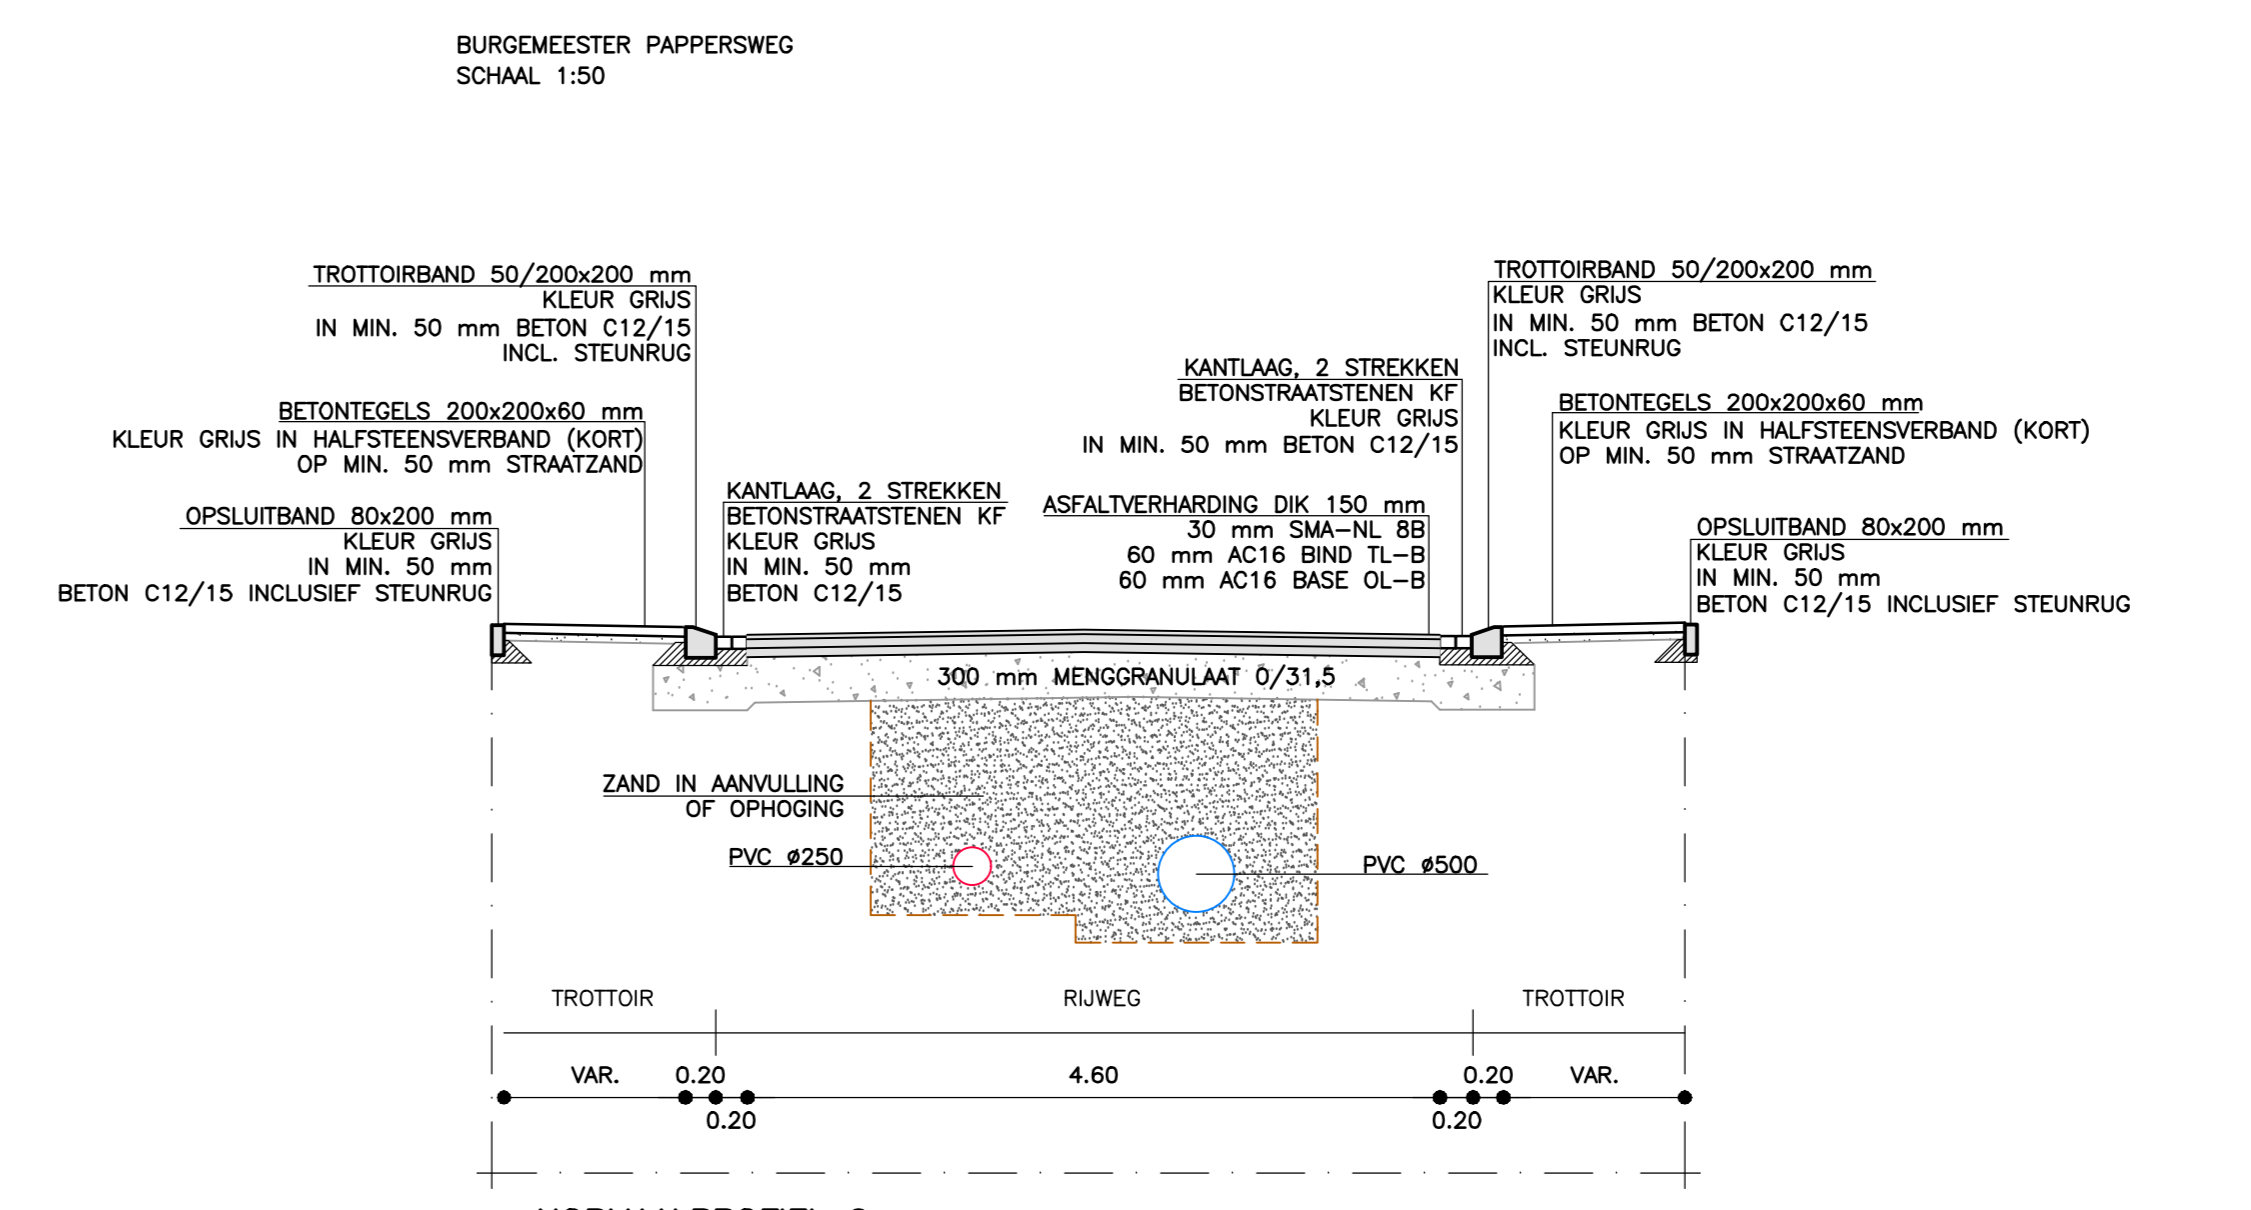 BURGEMEESTER PAPPERSWEG
SCHAAL 1:50
TROTTOIRBAND 50/200x200 mm
KLEUR GRIJS
IN MIN. 50 mm BETON C12/15
INCL. STEUNRUG
BETONTEGELS 200x200x60 mm
KLEUR GRIJS IN HALFSTEENSVERBAND (KORT)
OP MIN. 50 mm STRAATZAND
OPSLUITBAND 80x200 mm
KLEUR GRIJS
IN MIN. 50 mm
BETON C12/15 INCLUSIEF STEUNRUG
KANTLAAG, 2 STREKKEN
BETONSTRAATSTENEN KF
KLEUR GRIJS
IN MIN. 50 mm
BETON C12/15
KANTLAAG, 2 STREKKEN
BETONSTRAATSTENEN KF
KLEUR GRIJS
IN MIN. 50 mm BETON C12/15
ASFALTVERHARDING DIK 150 mm
30 mm SMA-NL 8B
60 mm AC16 BIND TL-B
60 mm AC16 BASE OL-B
TROTTOIRBAND 50/200x200 mm
KLEUR GRIJS
IN MIN. 50 mm BETON C12/15
INCL. STEUNRUG
BETONTEGELS 200x200x60 mm
KLEUR GRIJS IN HALFSTEENSVERBAND (KORT)
OP MIN. 50 mm STRAATZAND
OPSLUITBAND 80x200 mm
KLEUR GRIJS
IN MIN. 50 mm
BETON C12/15 INCLUSIEF STEUNRUG
300 mm MENGGRANULAAT 0/31,5
ZAND IN AANVULLING
OF OPHOGING
PVC ø250
PVC ø500
TROTTOIR
RIJWEG
TROTTOIR
VAR.
0.20
4.60
0.20
VAR.
0.20
0.20